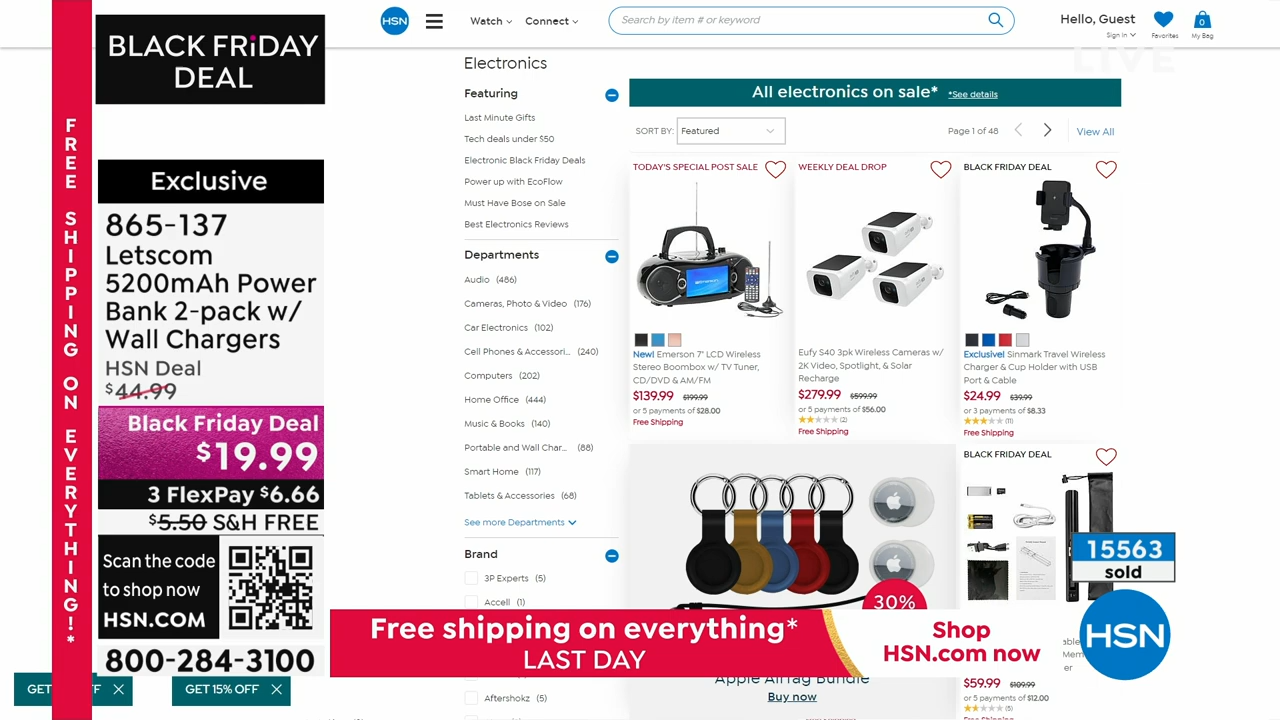 BLACK FRiDAY
DEAL
FREE SHIPPING ON EVERYTHING!*
Exclusive
865-137
Letscom
5200mAh Power
Bank 2-pack w/
Wall Chargers
HSN Deal
$44.99
Black Friday Deal
$19.99
3 FlexPay $6.66
$5.50 S&H FREE
Scan the code
to shop now
HSN.COM
800-284-3100
GET
FF
GET 15% OFF
HSN
Watch
Connect
Search by item # or keyword
Hello, Guest
Sign In
Favorites
0
My Bag
LIVE
Electronics
Featuring
Last Minute Gifts
Tech deals under $50
Electronic Black Friday Deals
Power up with EcoFlow
Must Have Bose on Sale
Best Electronics Reviews
Departments
Audio (486)
Cameras, Photo & Video (176)
Car Electronics (102)
Cell Phones & Accessori... (240)
Computers (202)
Home Office (444)
Music & Books (140)
Portable and Wall Char... (88)
Smart Home (117)
Tablets & Accessories (68)
See more Departments
Brand
3P Experts (5)
Accell (1)
Aftershokz (5)
All electronics on sale* *See details
SORT BY: Featured
Page 1 of 48
View All
TODAY'S SPECIAL POST SALE
New! Emerson 7" LCD Wireless
Stereo Boombox w/ TV Tuner,
CD/DVD & AM/FM
$139.99 $199.99
or 5 payments of $28.00
Free Shipping
WEEKLY DEAL DROP
Eufy S40 3pk Wireless Cameras w/
2K Video, Spotlight, & Solar
Recharge
$279.99 $599.99
or 5 payments of $56.00
(2)
Free Shipping
BLACK FRIDAY DEAL
Exclusive! Sinmark Travel Wireless
Charger & Cup Holder with USB
Port & Cable
$24.99 $39.99
or 3 payments of $8.33
(11)
Free Shipping
30%
Apple AirTag Bundle
Buy now
BLACK FRIDAY DEAL
$59.99 $109.99
or 5 payments of $12.00
(5)
Free Shipping
15563
sold
Free shipping on everything*
LAST DAY
Shop
HSN.com now
HSN